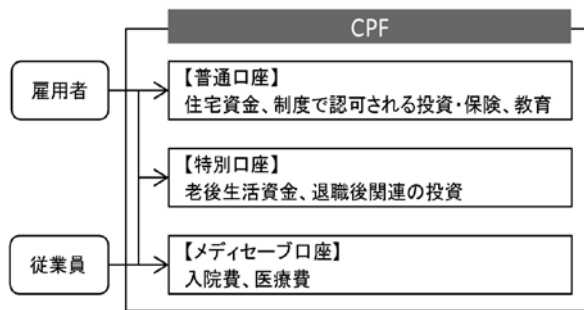 CPF
雇用者
【普通口座】
住宅資金、制度で認可される投資・保険、教育
【特別口座】
老後生活資金、退職後関連の投資
従業員
【メディセーブ口座】
入院費、医療費